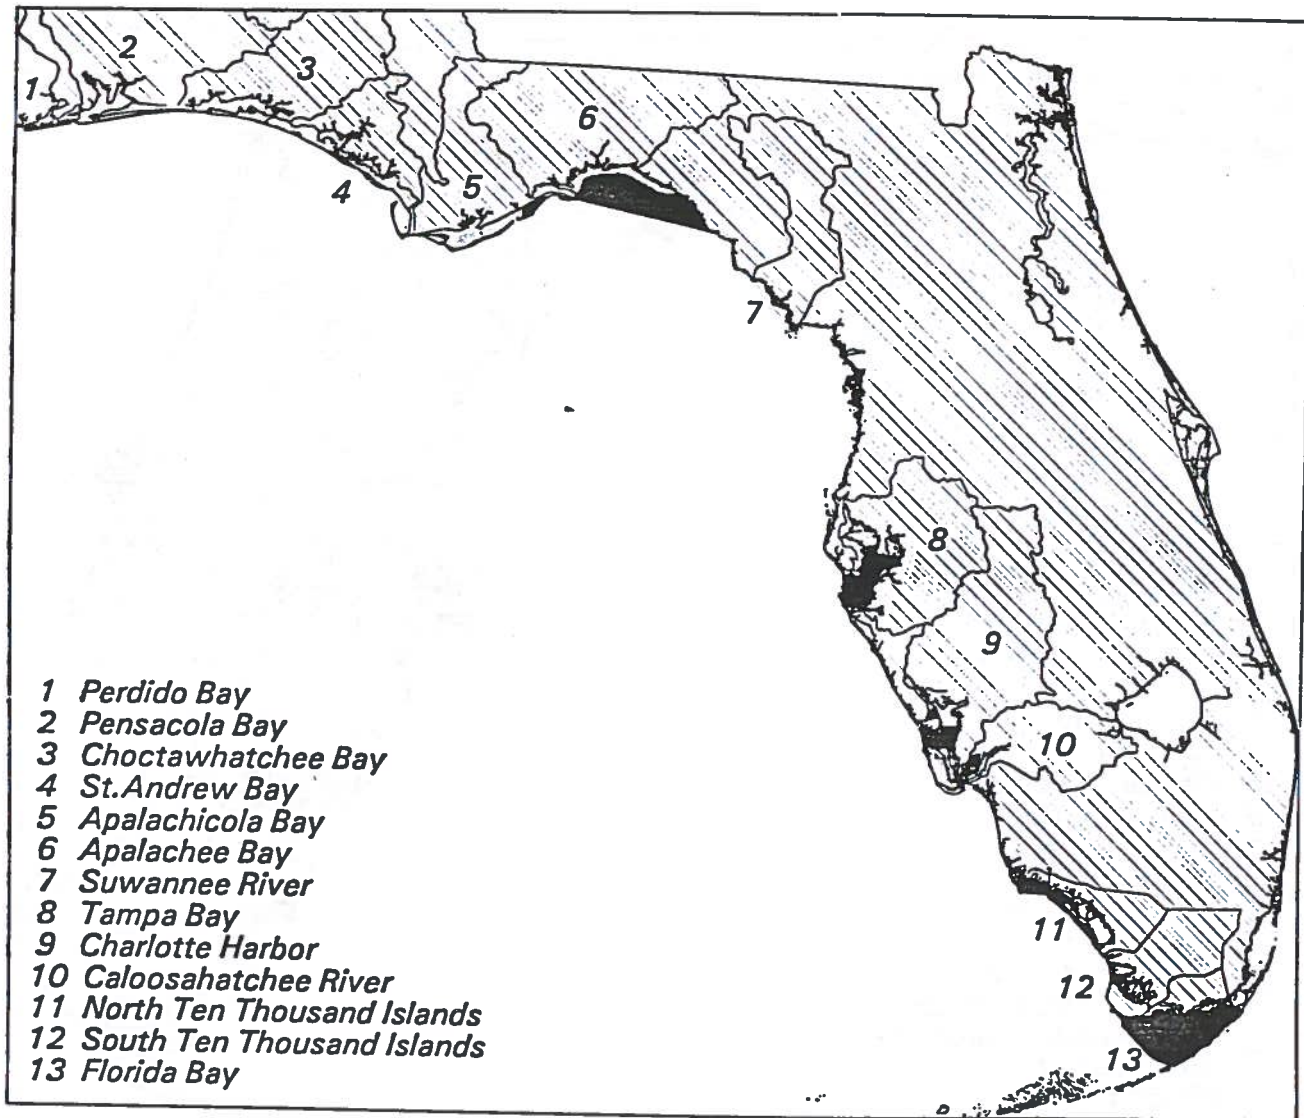 1
2
3
4
5
6
7
8
9
10
11
12
13
1 Perdido Bay
2 Pensacola Bay
3 Choctawhatchee Bay
4 St.Andrew Bay
5 Apalachicola Bay
6 Apalachee Bay
7 Suwannee River
8 Tampa Bay
9 Charlotte Harbor
10 Caloosahatchee River
11 North Ten Thousand Islands
12 South Ten Thousand Islands
13 Florida Bay